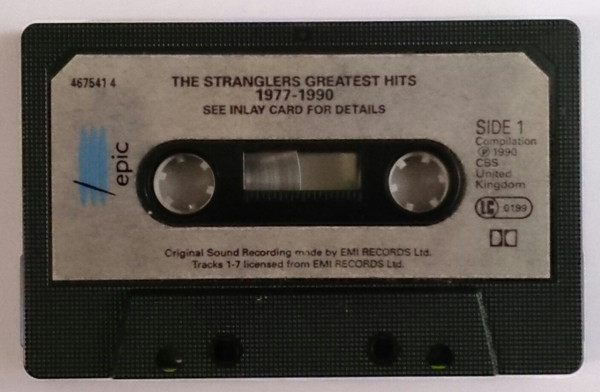 467541 4
THE STRANGLERS GREATEST HITS
1977-1990
SEE INLAY CARD FOR DETAILS
epic
SIDE 1
Compilation
℗ 1990
CBS
United
Kingdom
LC 0199
Original Sound Recording made by EMI RECORDS Ltd.
Tracks 1-7 licensed from EMI RECORDS Ltd.